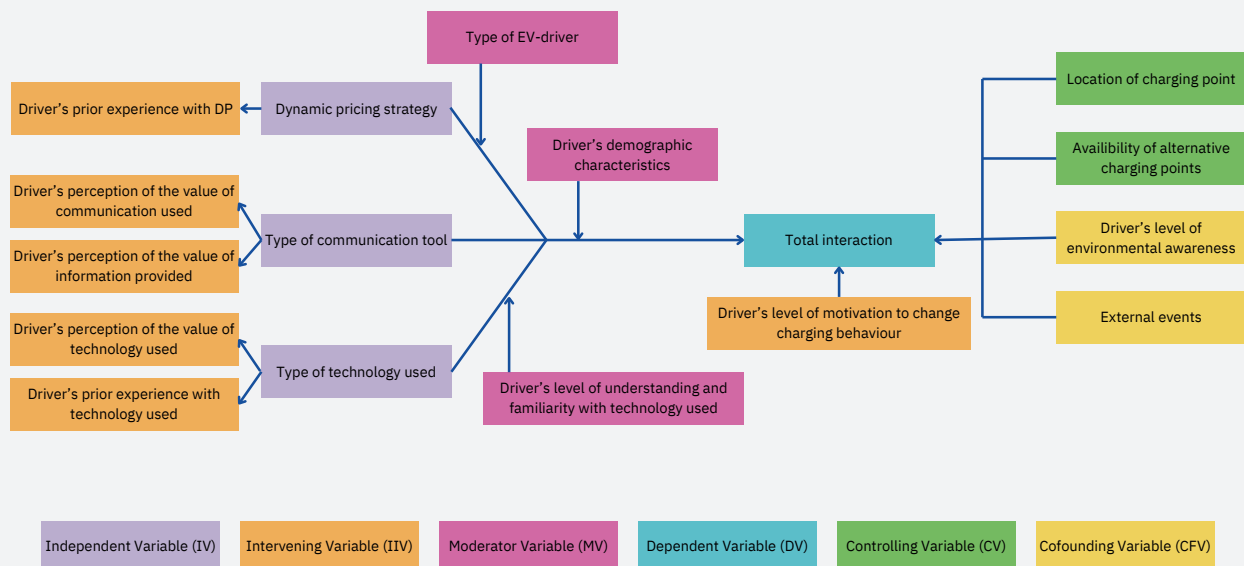 Type of EV-driver
Driver's prior experience with DP
Dynamic pricing strategy
Location of charging point
Driver's demographic
characteristics
Availibility of alternative
charging points
Driver's perception of the value of
communication used
Type of communication tool
Driver's perception of the value of
information provided
Total interaction
Driver's level of
environmental awareness
Driver's level of motivation to change
charging behaviour
External events
Driver's perception of the value of
technology used
Type of technology used
Driver's prior experience with
technology used
Driver's level of understanding and
familiarity with technology used
Independent Variable (IV)
Intervening Variable (IIV)
Moderator Variable (MV)
Dependent Variable (DV)
Controlling Variable (CV)
Cofounding Variable (CFV)